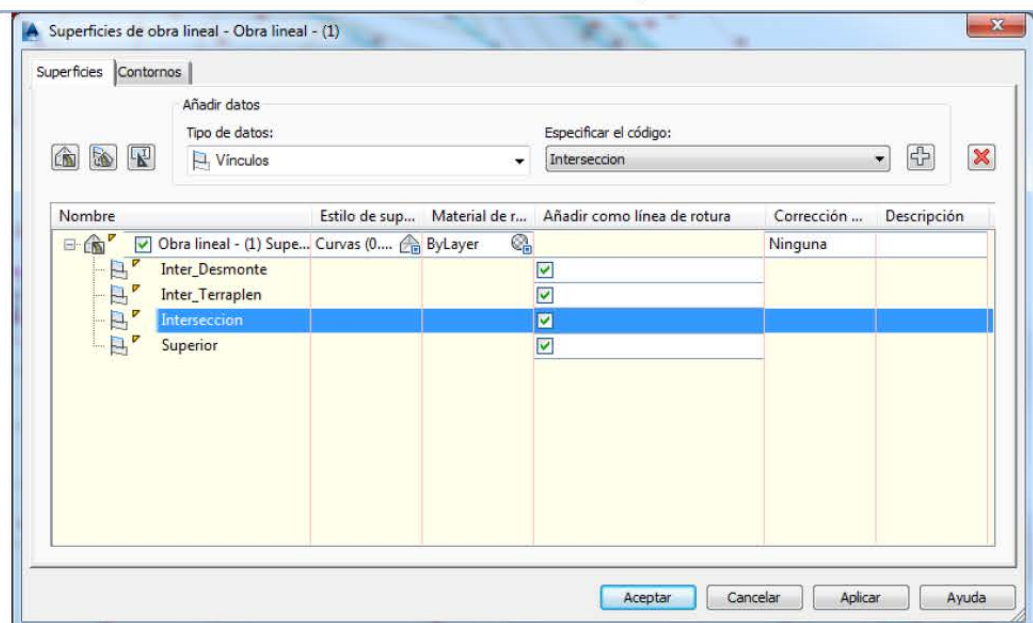 Superficies de obra lineal - Obra lineal - (1)
Superficies Contornos
Añadir datos
Tipo de datos: Especificar el código:
Vínculos Interseccion
Nombre Estilo de sup... Material de r... Añadir como línea de rotura Corrección ... Descripción
Obra lineal - (1) Supe... Curvas (0.... ByLayer Ninguna
Inter_Desmonte
Inter_Terraplen
Interseccion
Superior
Aceptar Cancelar Aplicar Ayuda